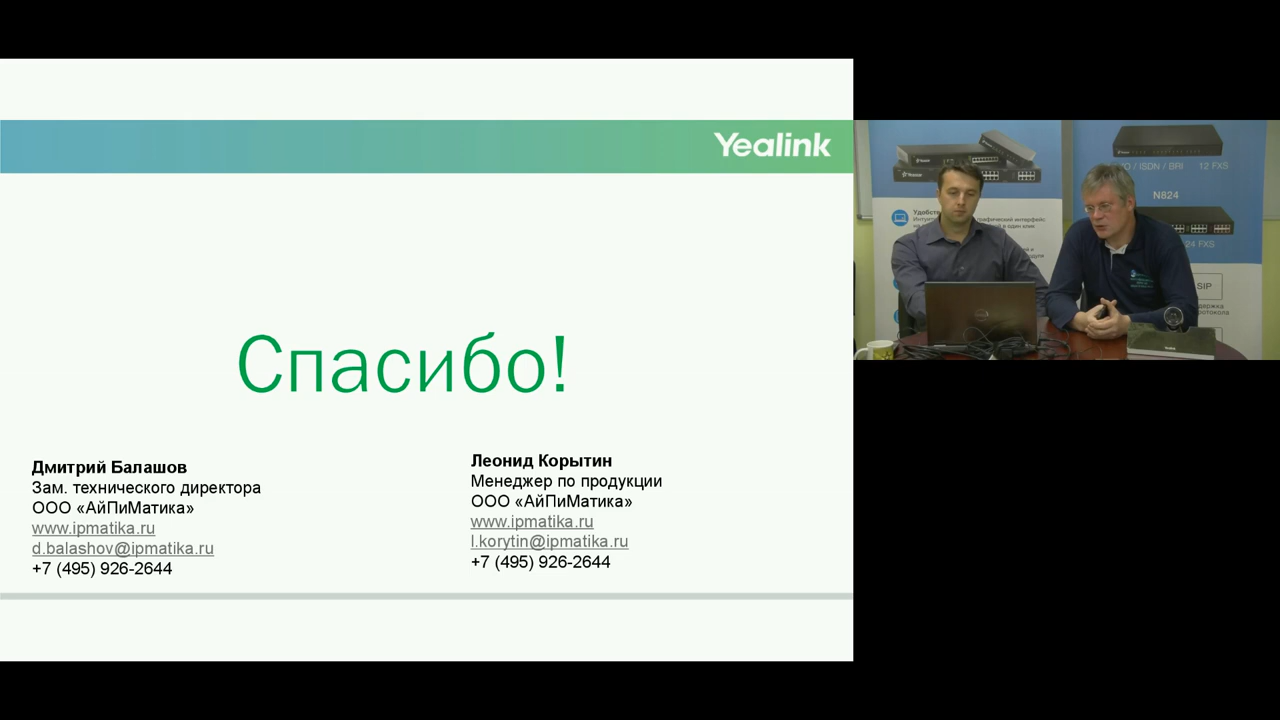 Yealink
Спасибо!
Дмитрий Балашов
Зам. технического директора
ООО «АйПиМатика»
www.ipmatika.ru
d.balashov@ipmatika.ru
+7 (495) 926-2644
Леонид Корытин
Менеджер по продукции
ООО «АйПиМатика»
www.ipmatika.ru
l.korytin@ipmatika.ru
+7 (495) 926-2644
/ ISDN / BRI 12 FXS
N824
24 FXS
SIP